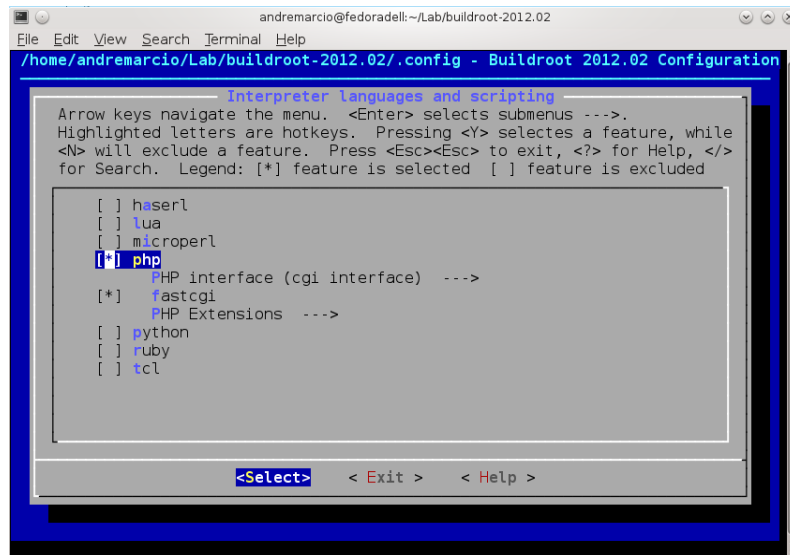 andremarcio@fedoradell:~/Lab/buildroot-2012.02
File Edit View Search Terminal Help
/home/andremarcio/Lab/buildroot-2012.02/.config - Buildroot 2012.02 Configuration
Interpreter languages and scripting
Arrow keys navigate the menu. <Enter> selects submenus --->.
Highlighted letters are hotkeys. Pressing <Y> selectes a feature, while
<N> will exclude a feature. Press <Esc><Esc> to exit, <?> for Help, </>
for Search. Legend: [*] feature is selected [ ] feature is excluded
[ ] haserl
[ ] lua
[ ] microperl
[*] php
PHP interface (cgi interface) --->
[*] fastcgi
PHP Extensions --->
[ ] python
[ ] ruby
[ ] tcl
<Select> < Exit > < Help >